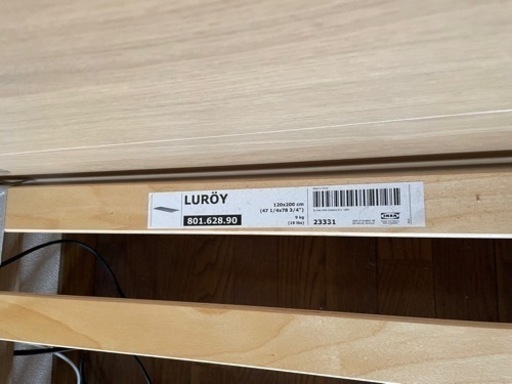 LURÖY
801.628.90
120x200 cm
(47 1/4x78 3/4")
9 kg
(19 lbs)
23331
IKEA